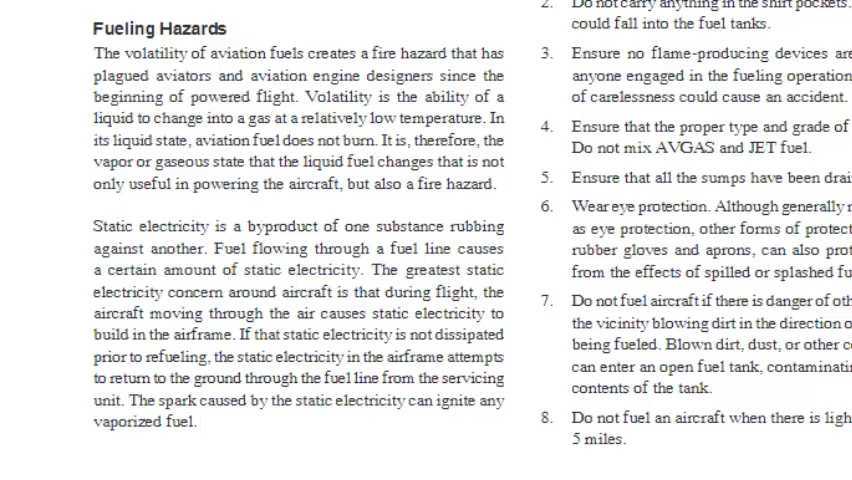 Fueling Hazards
The volatility of aviation fuels creates a fire hazard that has
plagued aviators and aviation engine designers since the
beginning of powered flight. Volatility is the ability of a
liquid to change into a gas at a relatively low temperature. In
its liquid state, aviation fuel does not burn. It is, therefore, the
vapor or gaseous state that the liquid fuel changes that is not
only useful in powering the aircraft, but also a fire hazard.
Static electricity is a byproduct of one substance rubbing
against another. Fuel flowing through a fuel line causes
a certain amount of static electricity. The greatest static
electricity concern around aircraft is that during flight, the
aircraft moving through the air causes static electricity to
build in the airframe. If that static electricity is not dissipated
prior to refueling, the static electricity in the airframe attempts
to return to the ground through the fuel line from the servicing
unit. The spark caused by the static electricity can ignite any
vaporized fuel.
2. Do not carry anything in the shirt pockets.
could fall into the fuel tanks.
3. Ensure no flame-producing devices are
anyone engaged in the fueling operation
of carelessness could cause an accident.
4. Ensure that the proper type and grade of
Do not mix AVGAS and JET fuel.
5. Ensure that all the sumps have been
6. Wear eye protection. Although generally
as eye protection, other forms of
rubber gloves and aprons, can also
from the effects of spilled or splashed
7. Do not fuel aircraft if there is danger of
the vicinity blowing dirt in the direction
being fueled. Blown dirt, dust, or other
can enter an open fuel tank,
contents of the tank.
8. Do not fuel an aircraft when there is
5 miles.